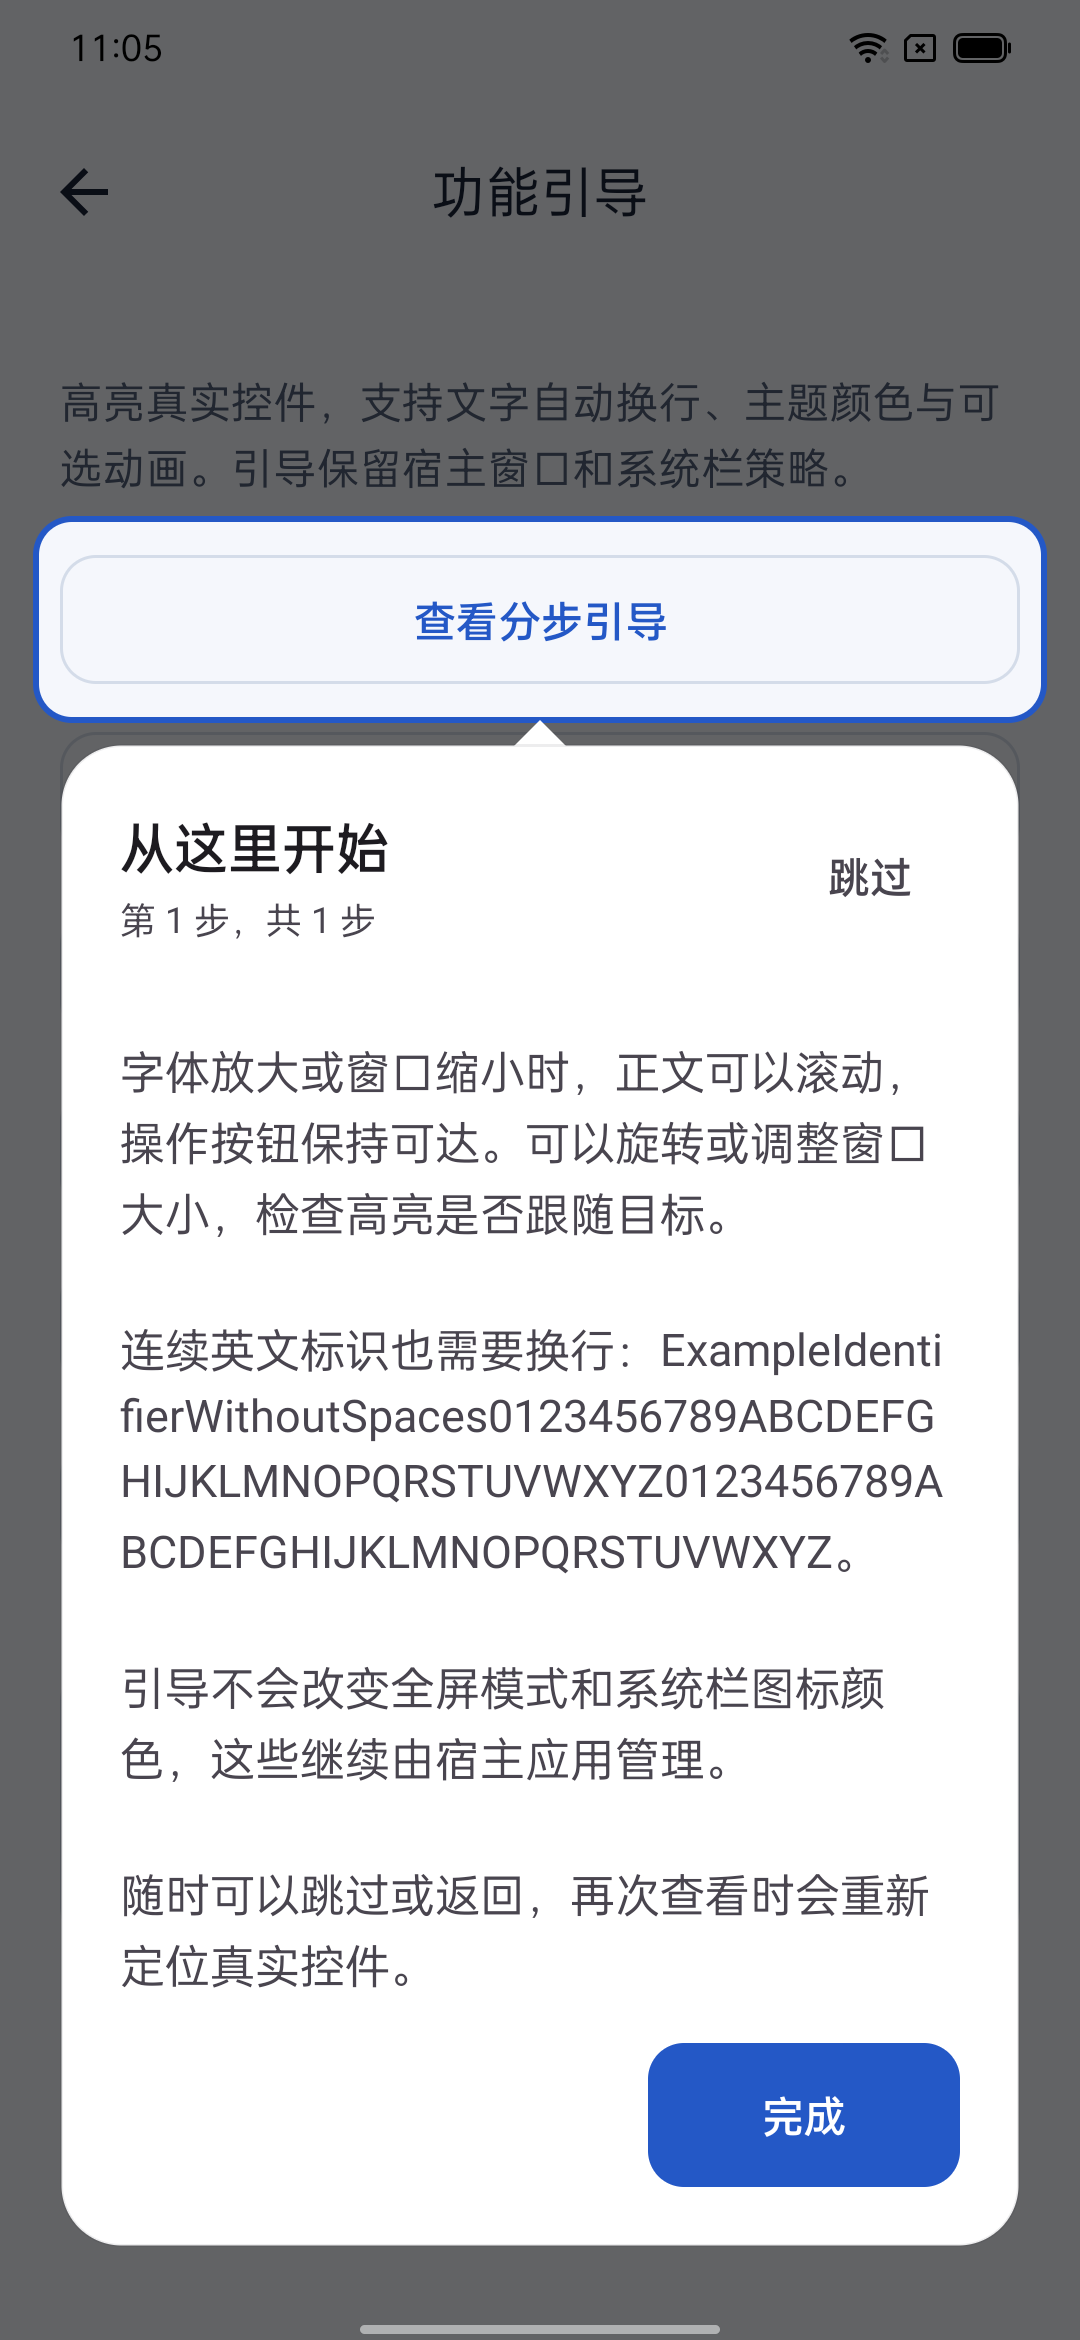 11:05
功能引导
高亮真实控件，支持文字自动换行、主题颜色与可
选动画。引导保留宿主窗口和系统栏策略。
查看分步引导
从这里开始
跳过
第 1 步，共 1 步
字体放大或窗口缩小时，正文可以滚动，
操作按钮保持可达。可以旋转或调整窗口
大小，检查高亮是否跟随目标。
连续英文标识也需要换行：ExampleIdenti
fierWithoutSpaces0123456789ABCDEFG
HIJKLMNOPQRSTUVWXYZ0123456789A
BCDEFGHIJKLMNOPQRSTUVWXYZ。
引导不会改变全屏模式和系统栏图标颜
色，这些继续由宿主应用管理。
随时可以跳过或返回，再次查看时会重新
定位真实控件。
完成